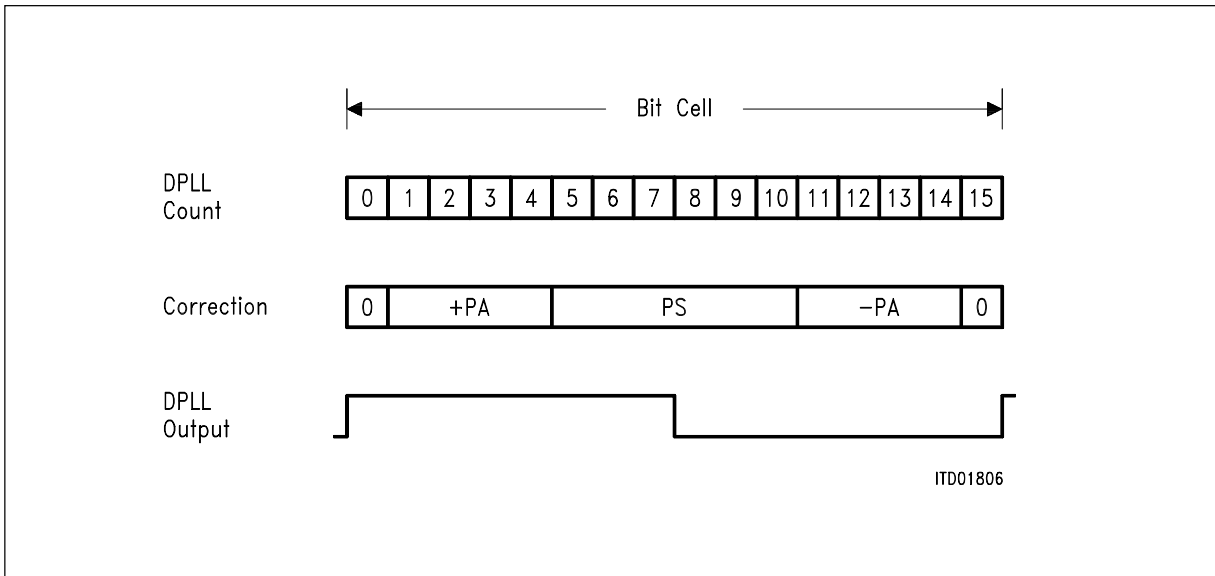 Bit Cell
DPLL
Count
0 1 2 3 4 5 6 7 8 9 10 11 12 13 14 15
Correction
0 +PA PS −PA 0
DPLL
Output
ITD01806